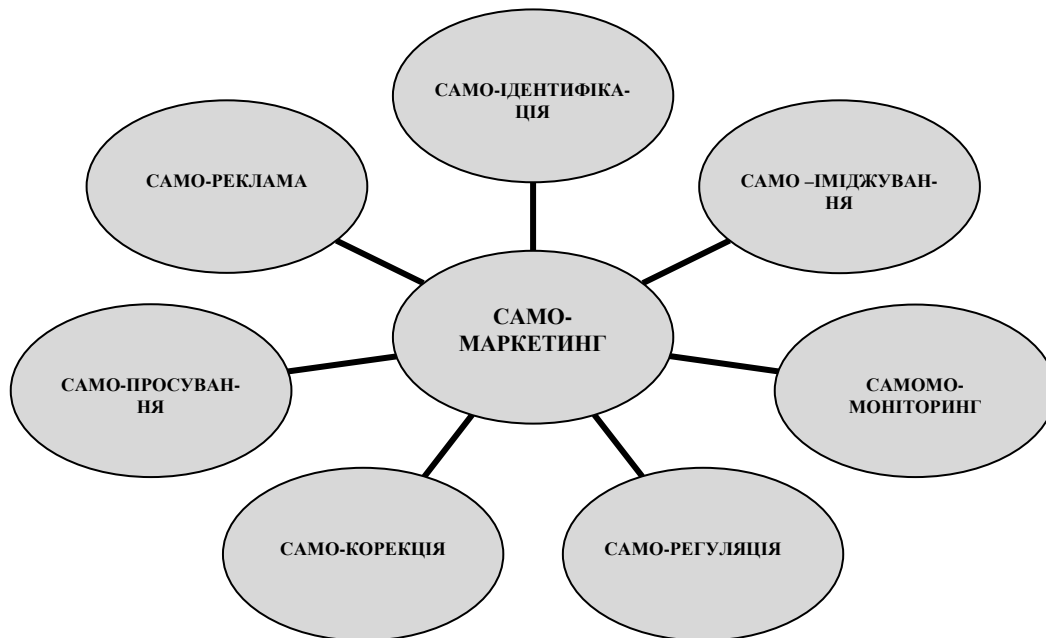 САМО-ІДЕНТИФІКА-
ЦІЯ
САМО-РЕКЛАМА
САМО –ІМІДЖУВАН-
НЯ
САМО-
МАРКЕТИНГ
САМО-ПРОСУВАН-
НЯ
САМОМО-
МОНІТОРИНГ
САМО-КОРЕКЦІЯ
САМО-РЕГУЛЯЦІЯ